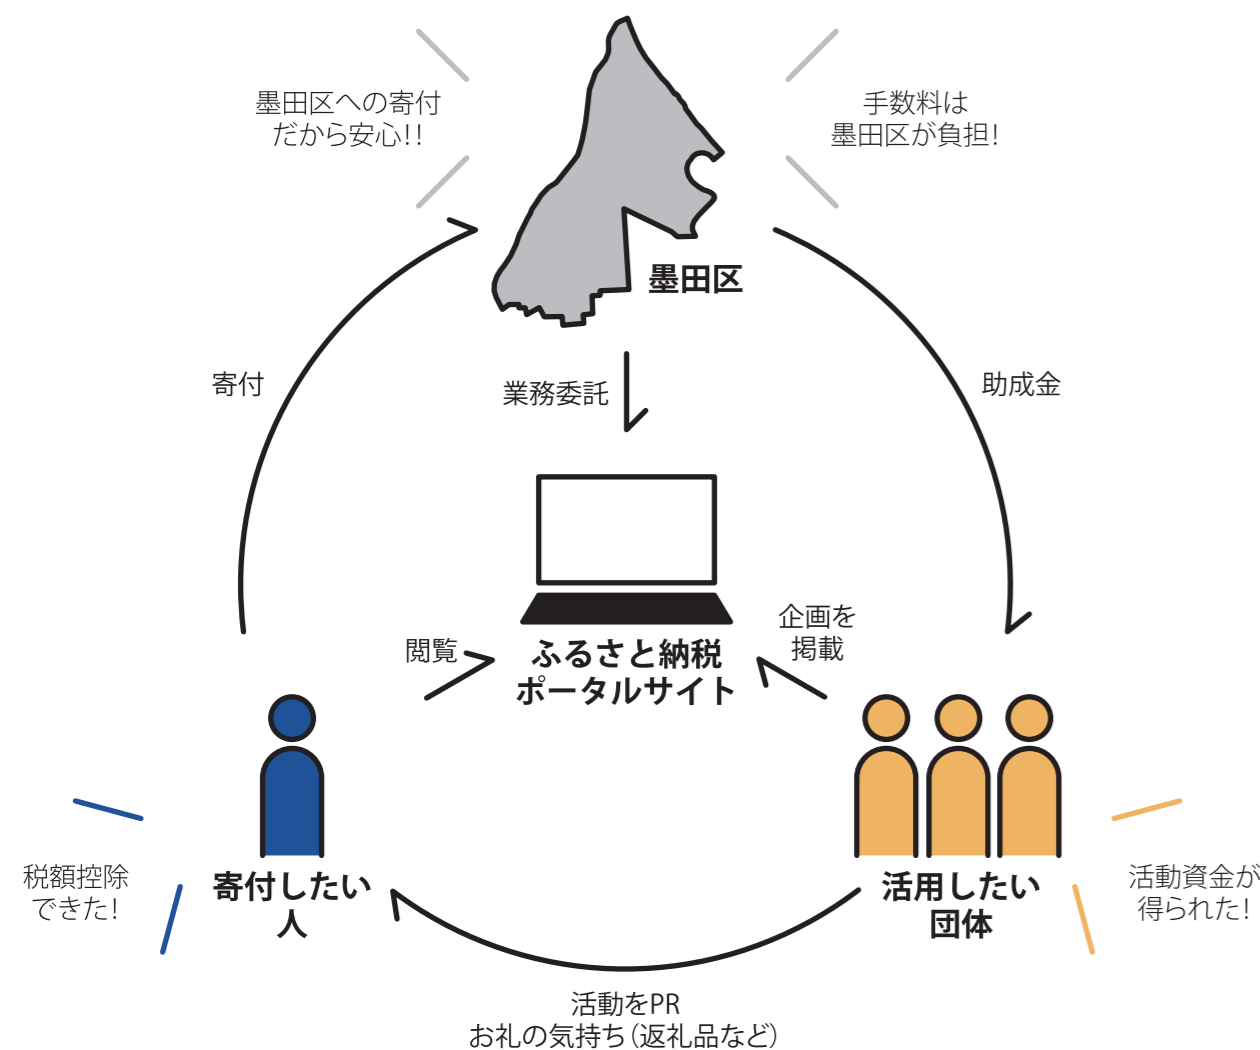 墨田区への寄付
だから安心!!
手数料は
墨田区が負担!
墨田区
寄付
業務委託
助成金
閲覧
企画を
掲載
ふるさと納税
ポータルサイト
税額控除
できた!
寄付したい
人
活用したい
団体
活動資金が
得られた!
活動をPR
お礼の気持ち(返礼品など)